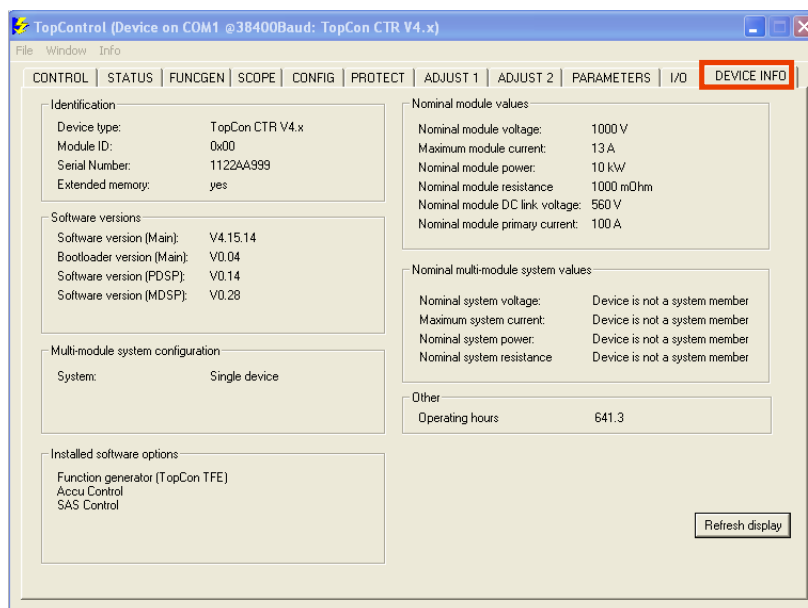 TopControl (Device on COM1 @38400Baud: TopCon CTR V4.x)
File Window Info
CONTROL STATUS FUNCGEN SCOPE CONFIG PROTECT ADJUST 1 ADJUST 2 PARAMETERS I/O DEVICE INFO
Identification
Device type: TopCon CTR V4.x
Module ID: 0x00
Serial Number: 1122AA999
Extended memory: yes
Software versions
Software version (Main): V4.15.14
Bootloader version (Main): V0.04
Software version (PDSP): V0.14
Software version (MDSP): V0.28
Multi-module system configuration
System: Single device
Installed software options
Function generator (TopCon TFE)
Accu Control
SAS Control
Nominal module values
Nominal module voltage: 1000 V
Maximum module current: 13 A
Nominal module power: 10 kW
Nominal module resistance 1000 mOhm
Nominal module DC link voltage: 560 V
Nominal module primary current: 100 A
Nominal multi-module system values
Nominal system voltage: Device is not a system member
Maximum system current: Device is not a system member
Nominal system power: Device is not a system member
Nominal system resistance Device is not a system member
Other
Operating hours 641.3
Refresh display